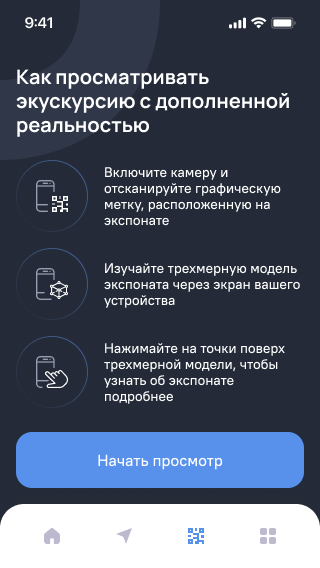 9:41
Как просматривать
экускурсию с дополненной
реальностью
Включите камеру и
отсканируйте графическую
метку, расположенную на
экспонате
Изучайте трехмерную модель
экспоната через экран вашего
устройства
Нажимайте на точки поверх
трехмерной модели, чтобы
узнать об экспонате
подробнее
Начать просмотр